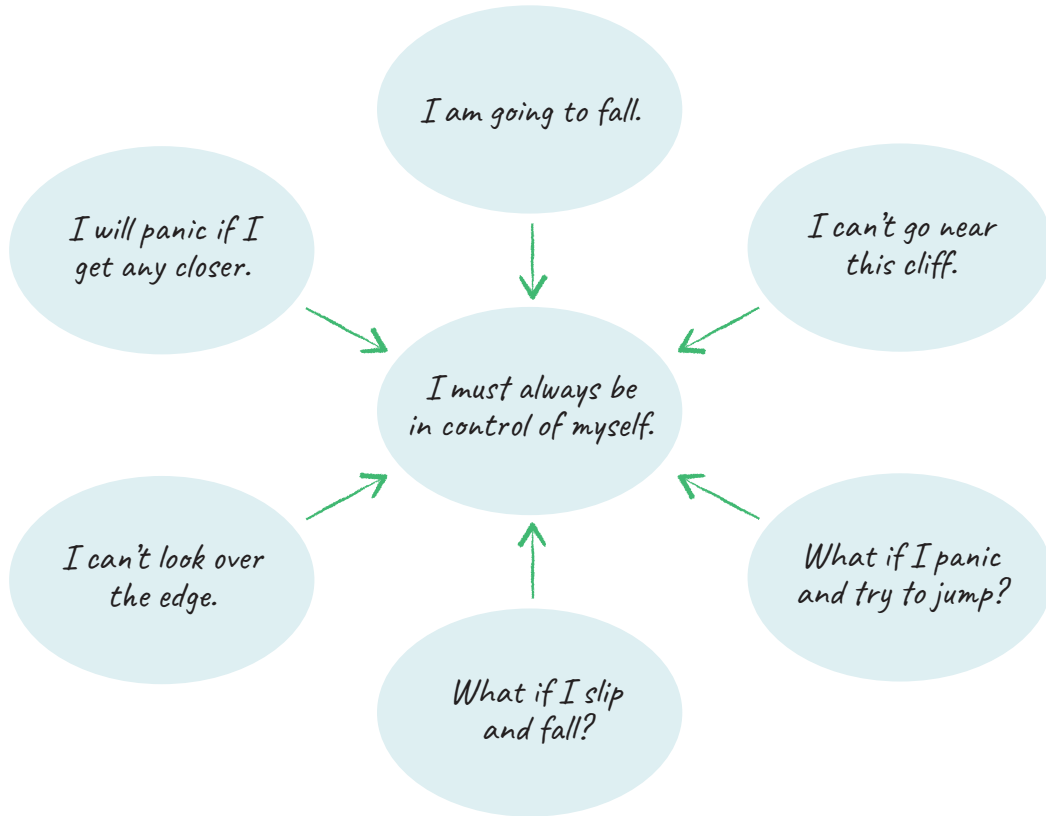 I am going to fall.
I will panic if I
get any closer.
I can't go near
this cliff.
I must always be
in control of myself.
I can't look over
the edge.
What if I panic
and try to jump?
What if I slip
and fall?